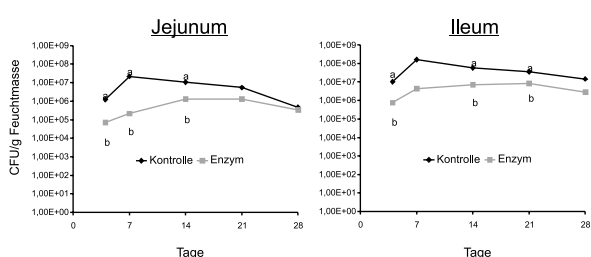 Jejunum
CFU/g Feuchtmasse
1,00E+09
1,00E+08
1,00E+07
1,00E+06
1,00E+05
1,00E+04
1,00E+03
1,00E+02
1,00E+01
1,00E+00
a
a
a
b
b
b
Kontrolle
Enzym
0
7
14
21
28
Tage
Ileum
1,00E+09
1,00E+08
1,00E+07
1,00E+06
1,00E+05
1,00E+04
1,00E+03
1,00E+02
1,00E+01
1,00E+00
a
a
a
b
b
b
Kontrolle
Enzym
0
7
14
21
28
Tage